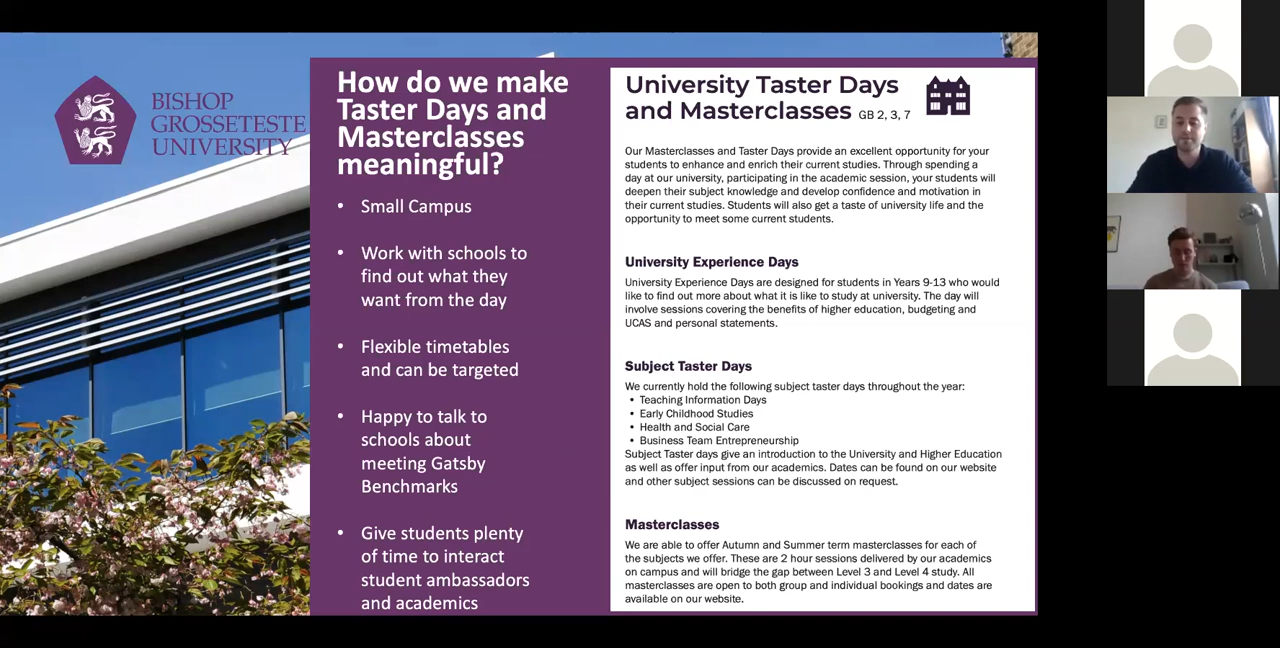 BISHOP
GROSSETESTE
UNIVERSITY
How do we make
Taster Days and
Masterclasses
meaningful?
• Small Campus
• Work with schools to
find out what they
want from the day
• Flexible timetables
and can be targeted
• Happy to talk to
schools about
meeting Gatsby
Benchmarks
• Give students plenty
of time to interact
student ambassadors
and academics
University Taster Days
and Masterclasses GB 2, 3, 7
Our Masterclasses and Taster Days provide an excellent opportunity for your
students to enhance and enrich their current studies. Through spending a
day at our university, participating in the academic session, your students will
deepen their subject knowledge and develop confidence and motivation in
their current studies. Students will also get a taste of university life and the
opportunity to meet some current students.
University Experience Days
University Experience Days are designed for students in Years 9-13 who would
like to find out more about what it is like to study at university. The day will
involve sessions covering the benefits of higher education, budgeting and
UCAS and personal statements.
Subject Taster Days
We currently hold the following subject taster days throughout the year:
• Teaching Information Days
• Early Childhood Studies
• Health and Social Care
• Business Team Entrepreneurship
Subject Taster days give an introduction to the University and Higher Education
as well as offer input from our academics. Dates can be found on our website
and other subject sessions can be discussed on request.
Masterclasses
We are able to offer Autumn and Summer term masterclasses for each of
the subjects we offer. These are 2 hour sessions delivered by our academics
on campus and will bridge the gap between Level 3 and Level 4 study. All
masterclasses are open to both group and individual bookings and dates are
available on our website.